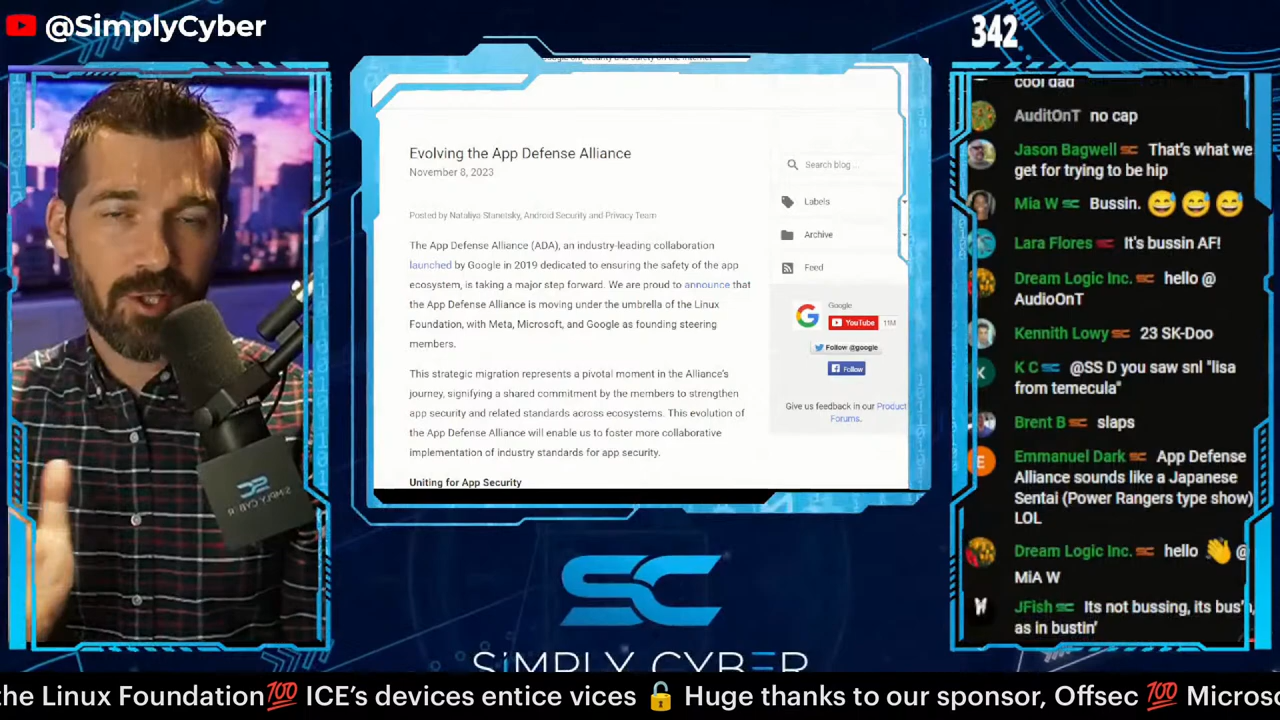 @SimplyCyber
342
Evolving the App Defense Alliance
November 8, 2023
Posted by Nataliya Stanetsky, Android Security and Privacy Team
The App Defense Alliance (ADA), an industry-leading collaboration
launched by Google in 2019 dedicated to ensuring the safety of the app
ecosystem, is taking a major step forward. We are proud to announce that
the App Defense Alliance is moving under the umbrella of the Linux
Foundation, with Meta, Microsoft, and Google as founding steering
members.
This strategic migration represents a pivotal moment in the Alliance's
journey, signifying a shared commitment by the members to strengthen
app security and related standards across ecosystems. This evolution of
the App Defense Alliance will enable us to foster more collaborative
implementation of industry standards for app security.
Uniting for App Security
Search blog ...
Labels
Archive
Feed
Google
YouTube 11M
Follow @google
Follow
Give us feedback in our Product
Forums.
cool dad
AuditOnT no cap
Jason Bagwell That's what we
get for trying to be hip
Mia W Bussin. 😅😅😅
Lara Flores It's bussin AF!
Dream Logic Inc. hello @
AudioOnT
Kennith Lowy 23 SK-Doo
K C @SS D you saw snl "lisa
from temecula"
Brent B slaps
Emmanuel Dark App Defense
Alliance sounds like a Japanese
Sentai (Power Rangers type show)
LOL
Dream Logic Inc. hello 👋 @
MiA W
JFish Its not bussing, its bus'n,
as in bustin'
SIMPLY CYBER
SC
SIMPLY CYBER
the Linux Foundation💯 ICE's devices entice vices 🔓 Huge thanks to our sponsor, Offsec 💯 Microso